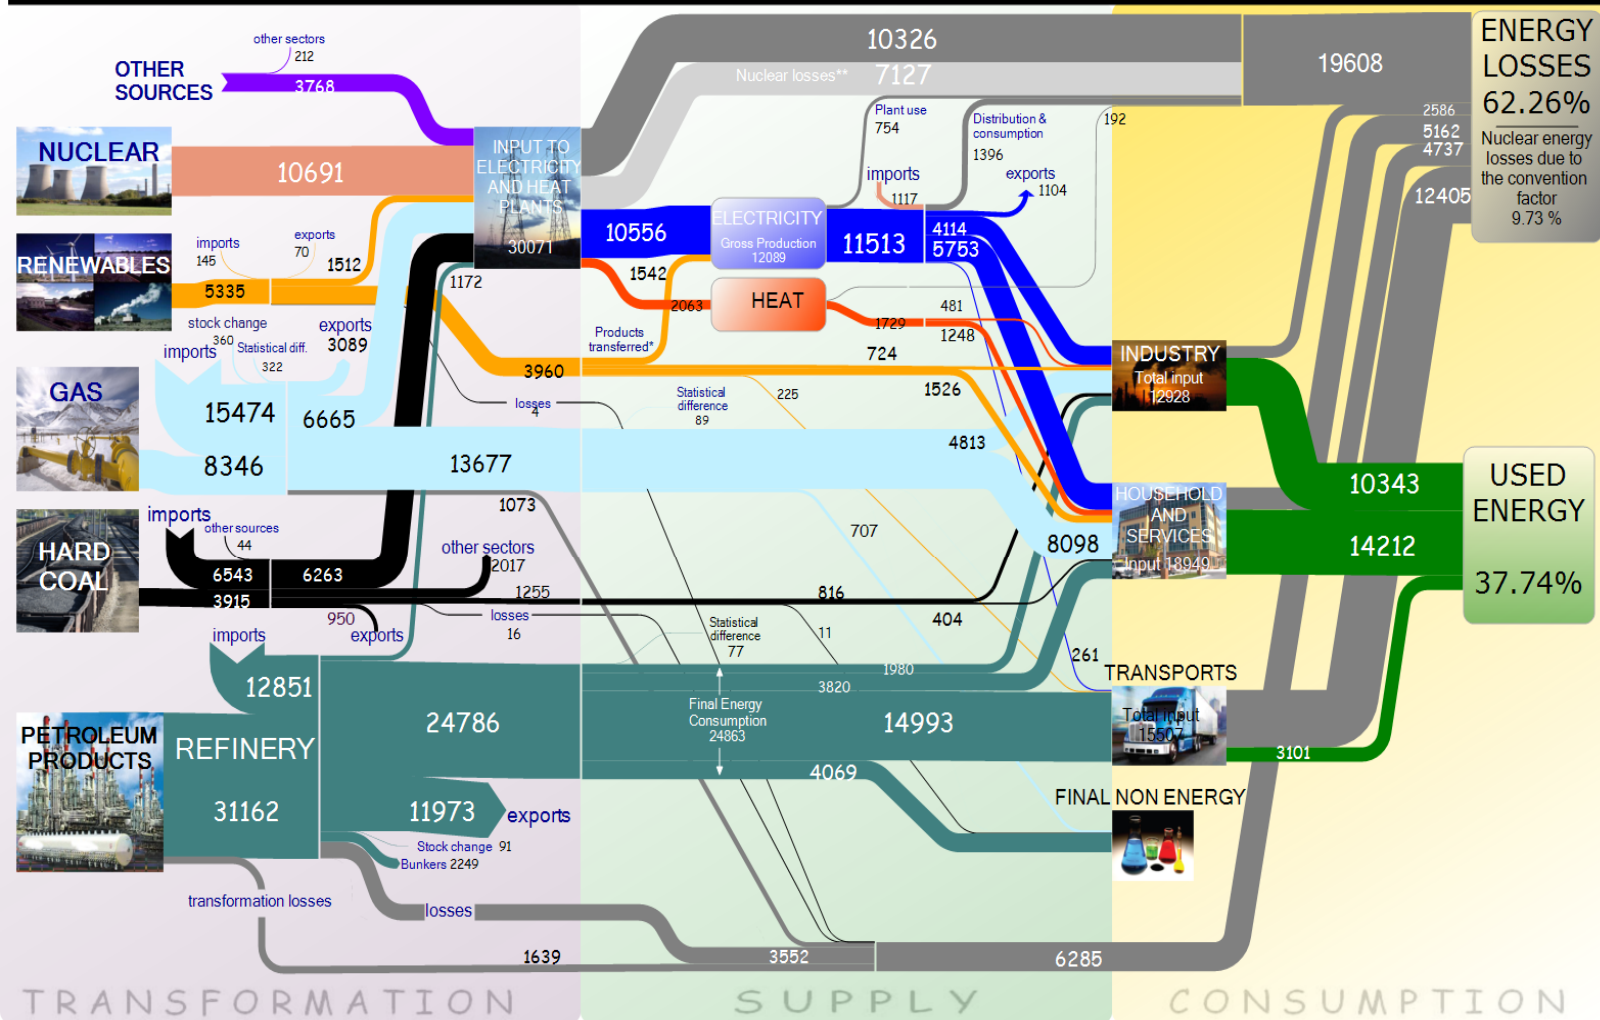 other sectors
212
OTHER
SOURCES
3768
NUCLEAR
10691
INPUT TO
ELECTRICITY
AND HEAT
PLANTS
30071
imports
145
exports
70
RENEWABLES
5335
1512
1172
stock change
360
Statistical diff.
322
imports
exports
3089
GAS
15474
6665
8346
13677
3960
losses
4
1073
HARD
COAL
imports
other sources
44
6543
6263
3915
950
exports
other sectors
2017
1255
losses
16
imports
12851
PETROLEUM
PRODUCTS
REFINERY
31162
24786
11973
exports
Stock change 91
Bunkers 2249
transformation losses
losses
1639
TRANSFORMATION
10326
Nuclear losses** 7127
Plant use
754
Distribution &
consumption
1396
192
imports
1117
exports
1104
10556
ELECTRICITY
Gross Production
12089
11513
4114
5753
1542
2063
HEAT
1729
481
1248
Products
transferred*
724
1526
Statistical
difference
89
225
4813
707
8098
816
404
Statistical
difference
77
11
261
1980
3820
Final Energy
Consumption
24863
14993
4069
3552
6285
SUPPLY
ENERGY
LOSSES
62.26%
Nuclear energy
losses due to
the convention
factor
9.73 %
19608
2586
5162
4737
12405
INDUSTRY
Total input
12928
HOUSEHOLD
AND
SERVICES
Input 18949
10343
14212
USED
ENERGY
37.74%
TRANSPORTS
Total input
15507
3101
FINAL NON ENERGY
CONSUMPTION